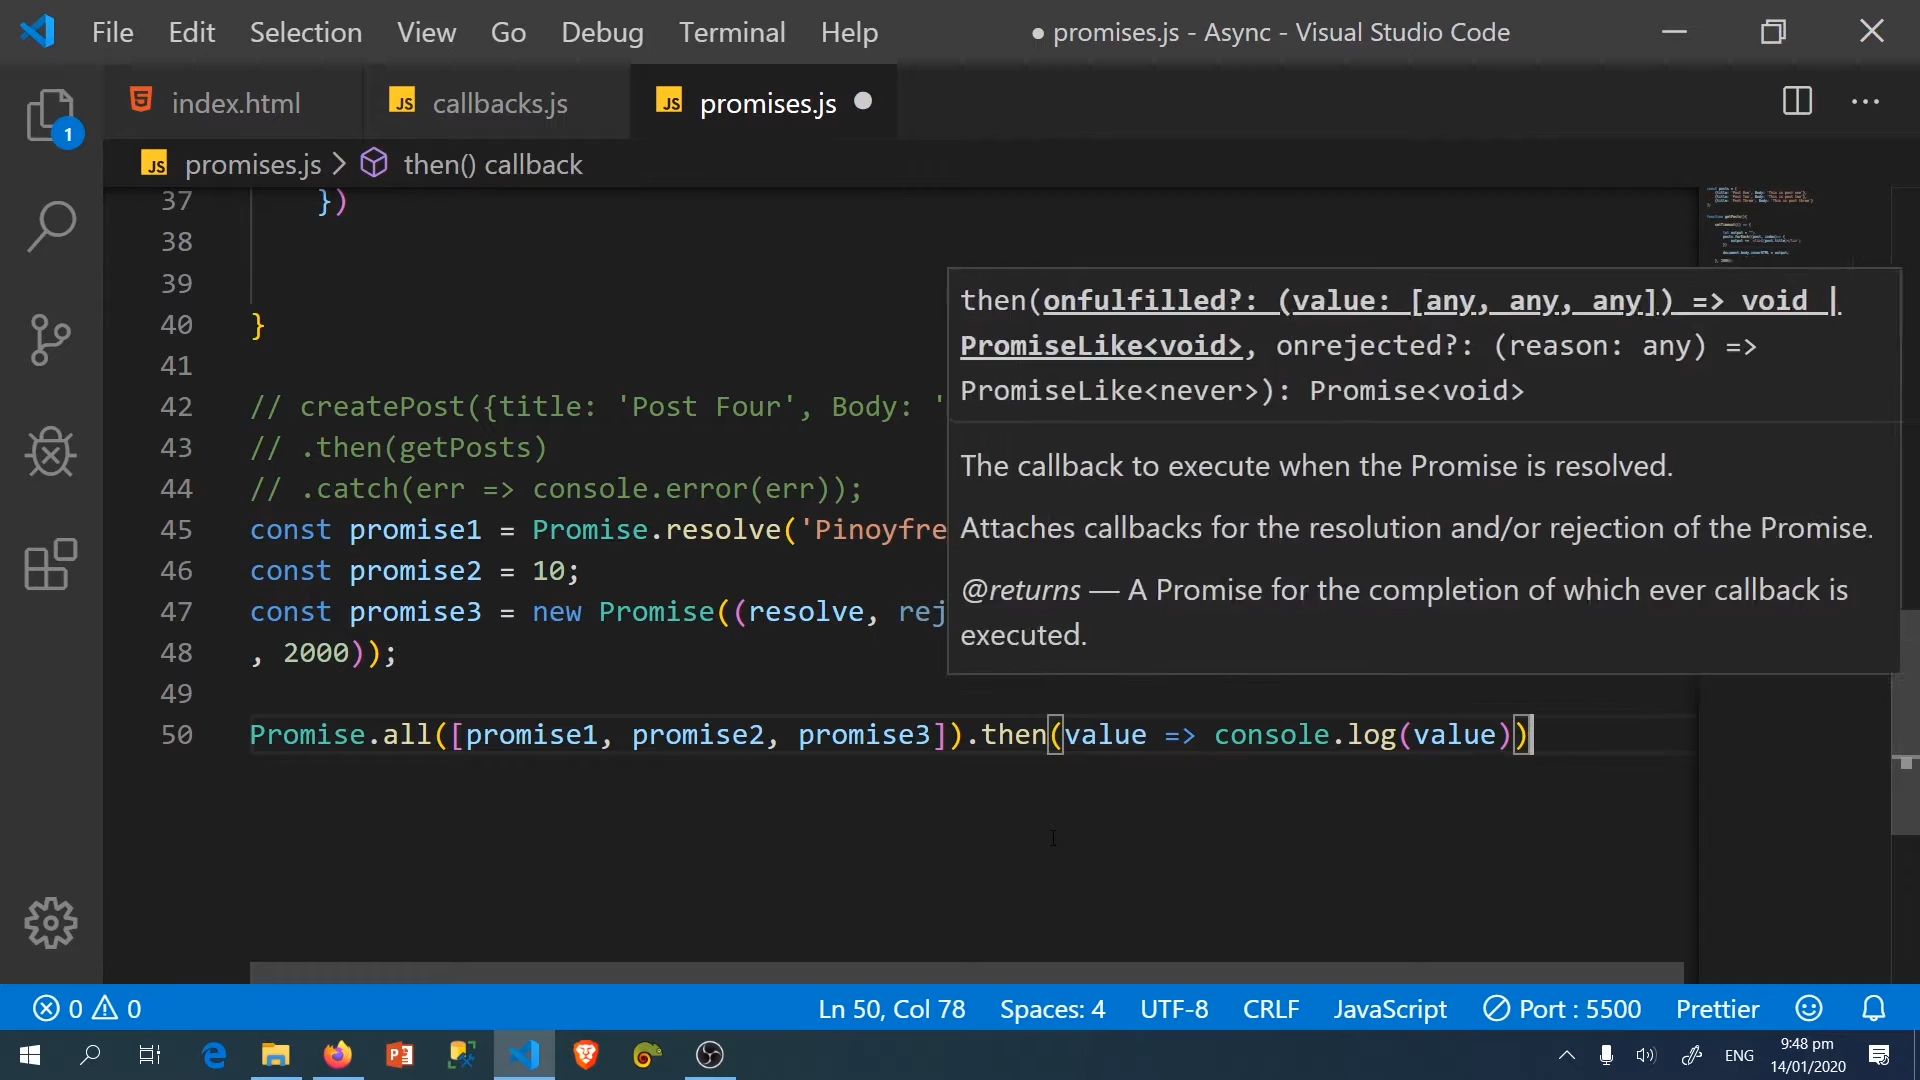 File Edit Selection View Go Debug Terminal Help ● promises.js - Async - Visual Studio Code
index.html JS callbacks.js JS promises.js ●
1
JS promises.js > then() callback
37 })
38
39
40 }
41
42 // createPost({title: 'Post Four', Body: '
43 // .then(getPosts)
44 // .catch(err => console.error(err));
45 const promise1 = Promise.resolve('Pinoyfre
46 const promise2 = 10;
47 const promise3 = new Promise((resolve, rej
48 , 2000));
49
50 Promise.all([promise1, promise2, promise3]).then(value => console.log(value))
then(onfulfilled?: (value: [any, any, any]) => void |
PromiseLike<void>, onrejected?: (reason: any) =>
PromiseLike<never>): Promise<void>
The callback to execute when the Promise is resolved.
Attaches callbacks for the resolution and/or rejection of the Promise.
@returns — A Promise for the completion of which ever callback is
executed.
0 0 Ln 50, Col 78 Spaces: 4 UTF-8 CRLF JavaScript Port : 5500 Prettier
ENG 9:48 pm
14/01/2020